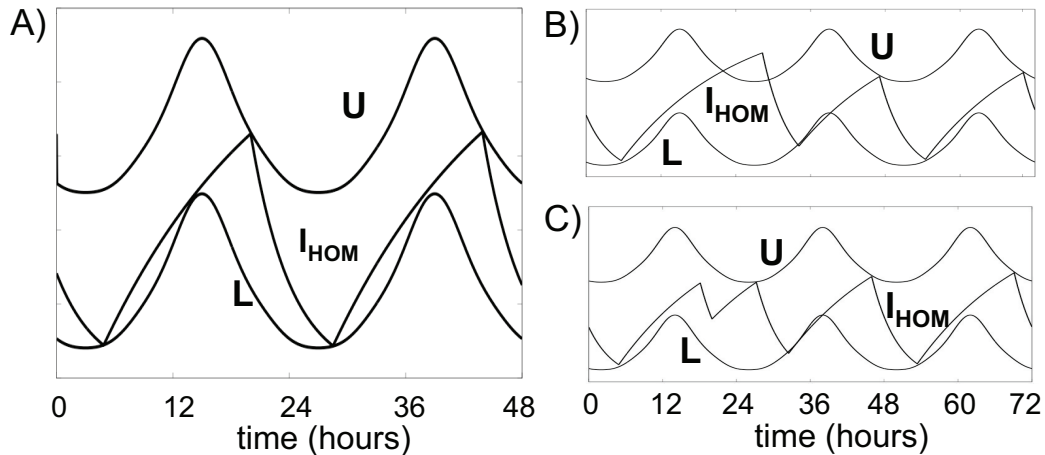 A)
U
I_HOM
L
0 12 24 36 48
time (hours)
B)
U
I_HOM
L
C)
U
I_HOM
L
0 12 24 36 48 60 72
time (hours)